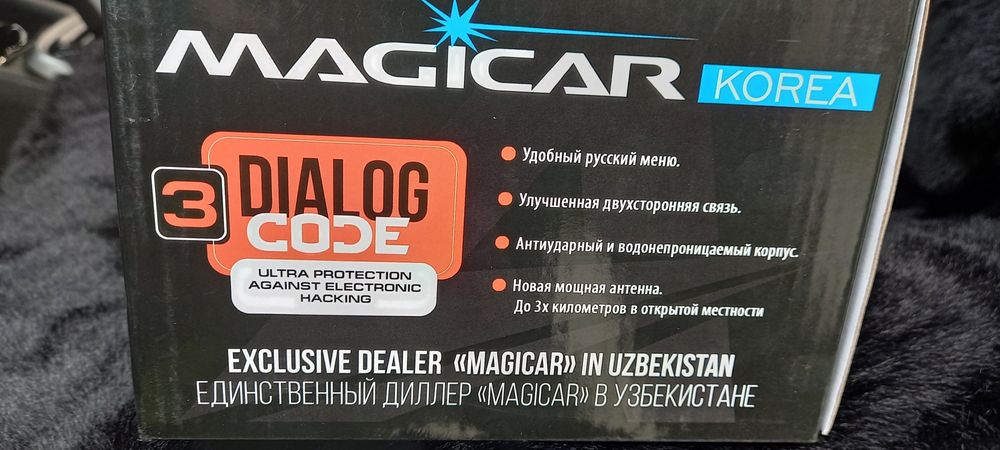 MAGICAR KOREA
3 DIALOG
CODE
ULTRA PROTECTION
AGAINST ELECTRONIC
HACKING
Удобный русский меню.
Улучшенная двухсторонняя связь.
Антиударный и водонепроницаемый корпус.
Новая мощная антенна.
До 3х километров в открытой местности
EXCLUSIVE DEALER «MAGICAR» IN UZBEKISTAN
ЕДИНСТВЕННЫЙ ДИЛЛЕР «MAGICAR» В УЗБЕКИСТАНЕ